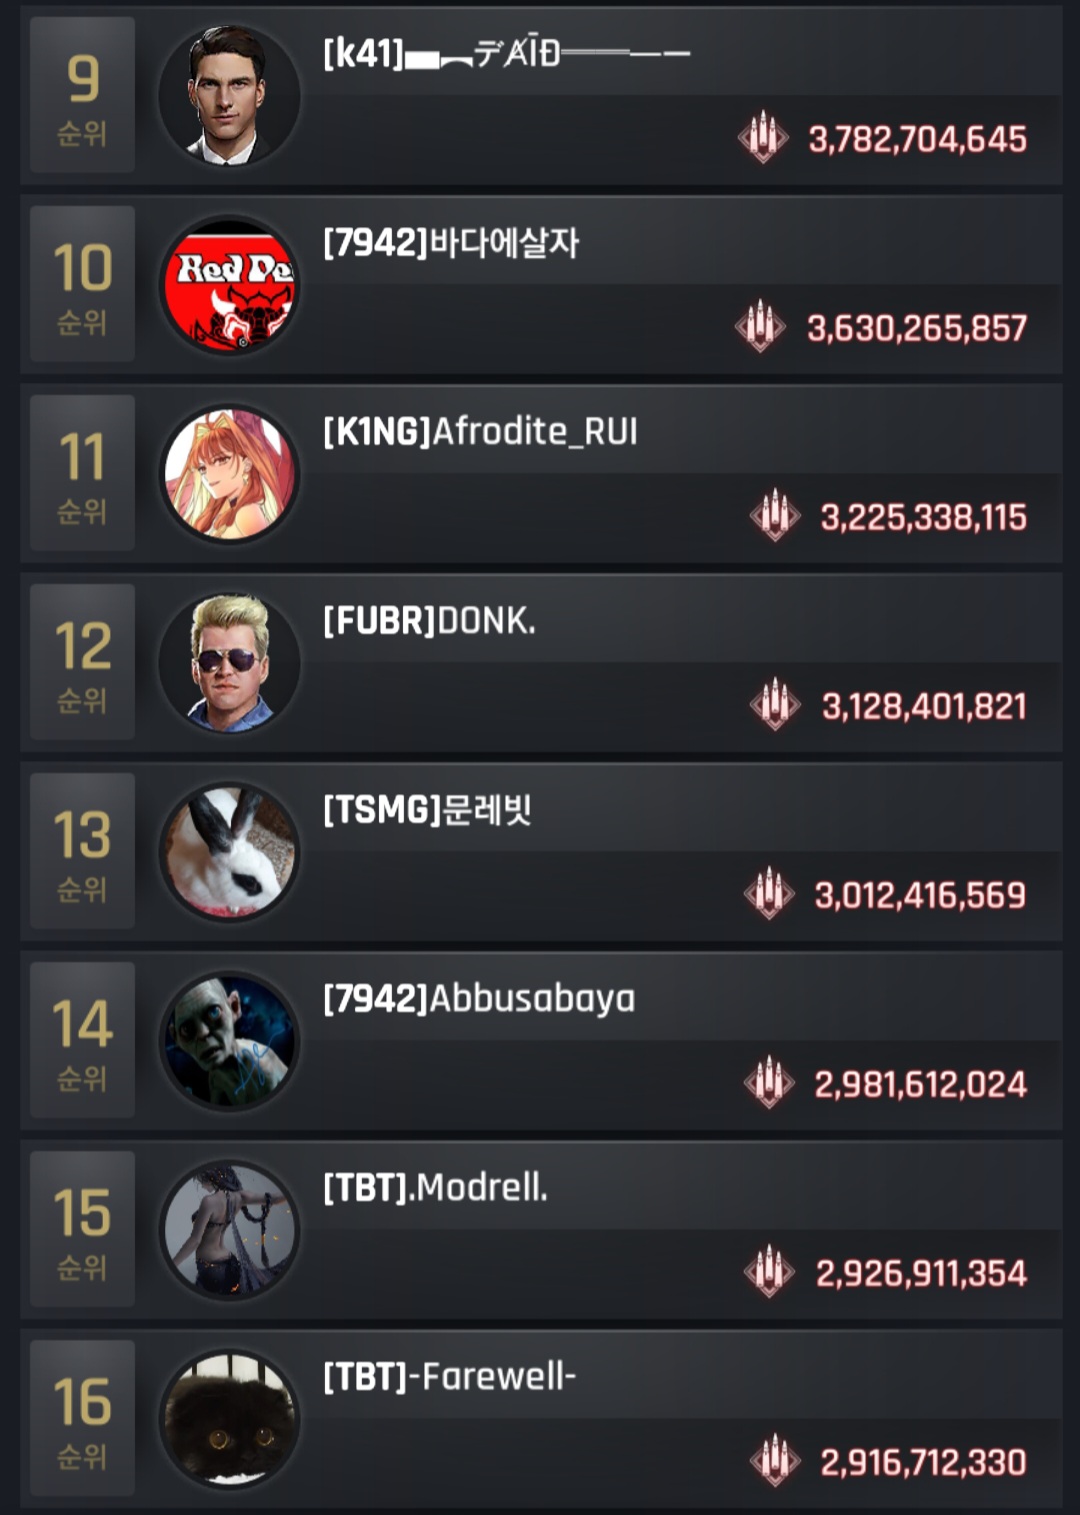 9
순위
[k41]▅︻デȺĪĐ═══——
3,782,704,645
10
순위
Red De
[7942]바다에살자
3,630,265,857
11
순위
[K1NG]Afrodite_RUI
3,225,338,115
12
순위
[FUBR]DONK.
3,128,401,821
13
순위
[TSMG]문레빗
3,012,416,569
14
순위
[7942]Abbusabaya
2,981,612,024
15
순위
[TBT].Modrell.
2,926,911,354
16
순위
[TBT]-Farewell-
2,916,712,330